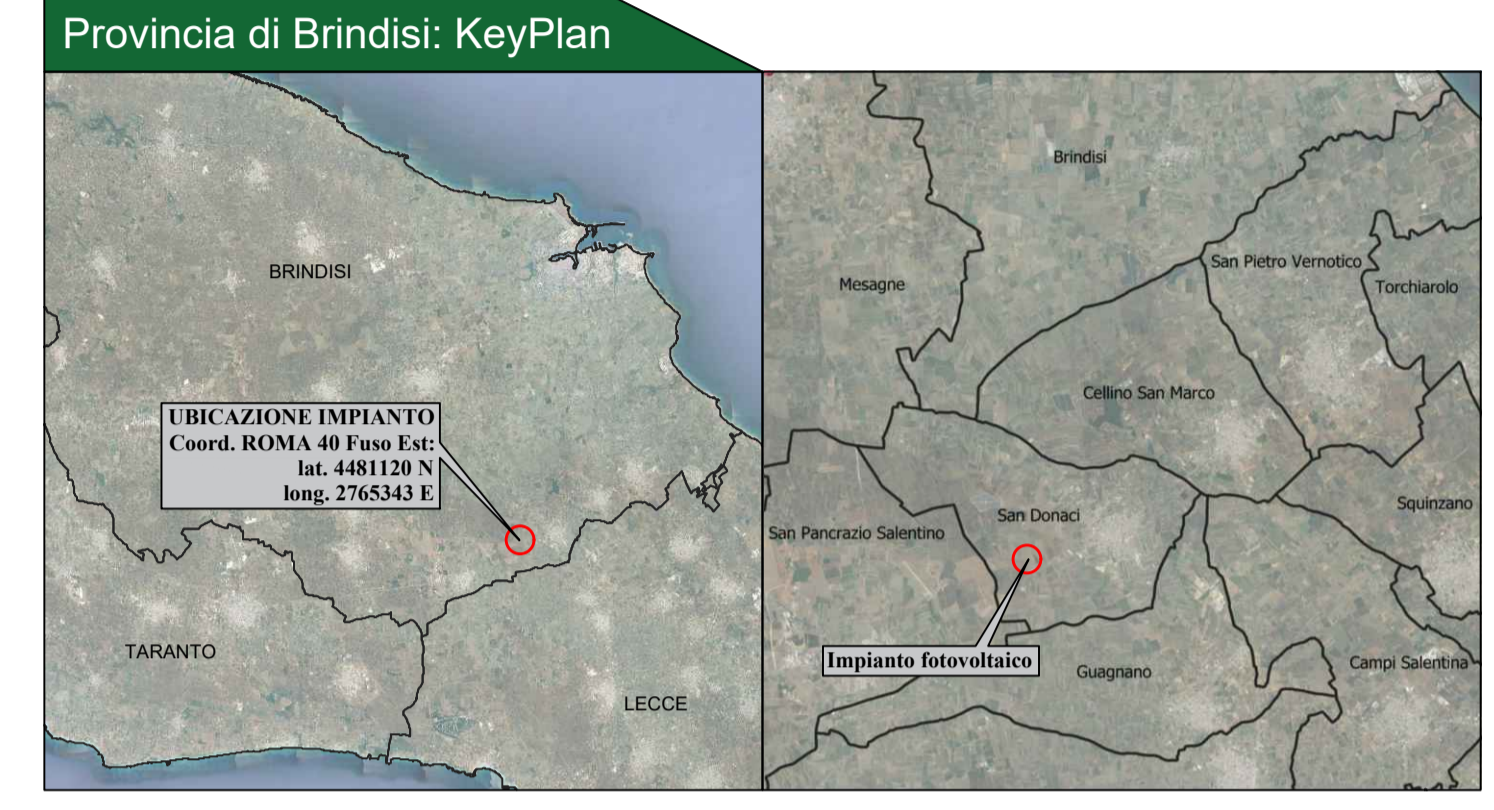 Provincia di Brindisi: KeyPlan
BRINDISI
UBICAZIONE IMPIANTO
Coord. ROMA 40 Fuso Est:
lat. 4481120 N
long. 2765343 E
TARANTO
LECCE
Brindisi
San Pietro Vernotico
Mesagne
Torchiarolo
Cellino San Marco
Squinzano
San Donaci
San Pancrazio Salentino
Impianto fotovoltaico
Guagnano
Campi Salentina